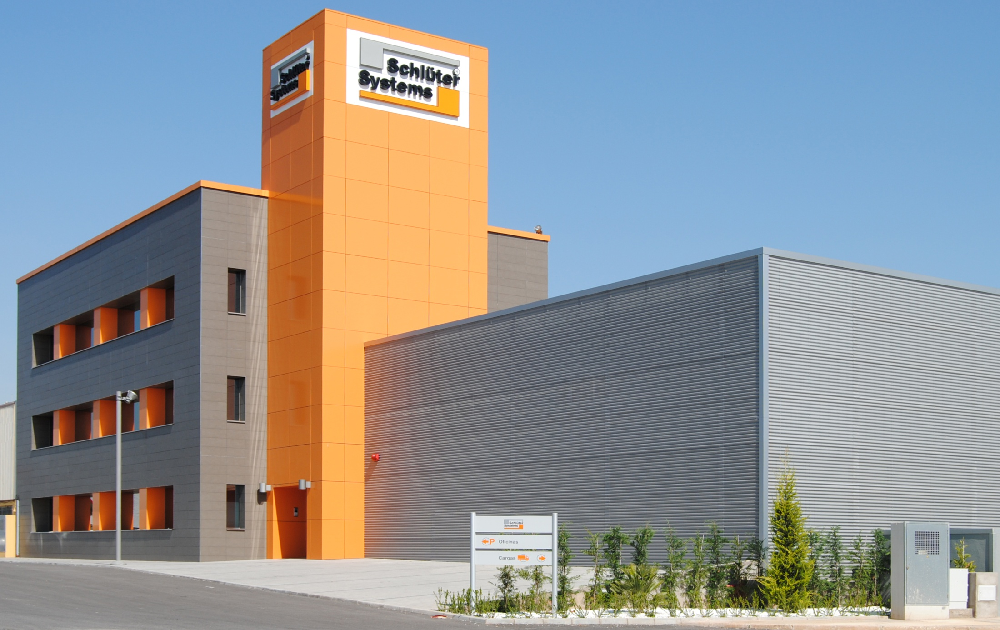 Schlüter
Systems
®
Schlüter
Systems
Schlüter
Systems
P Oficinas
Cargas